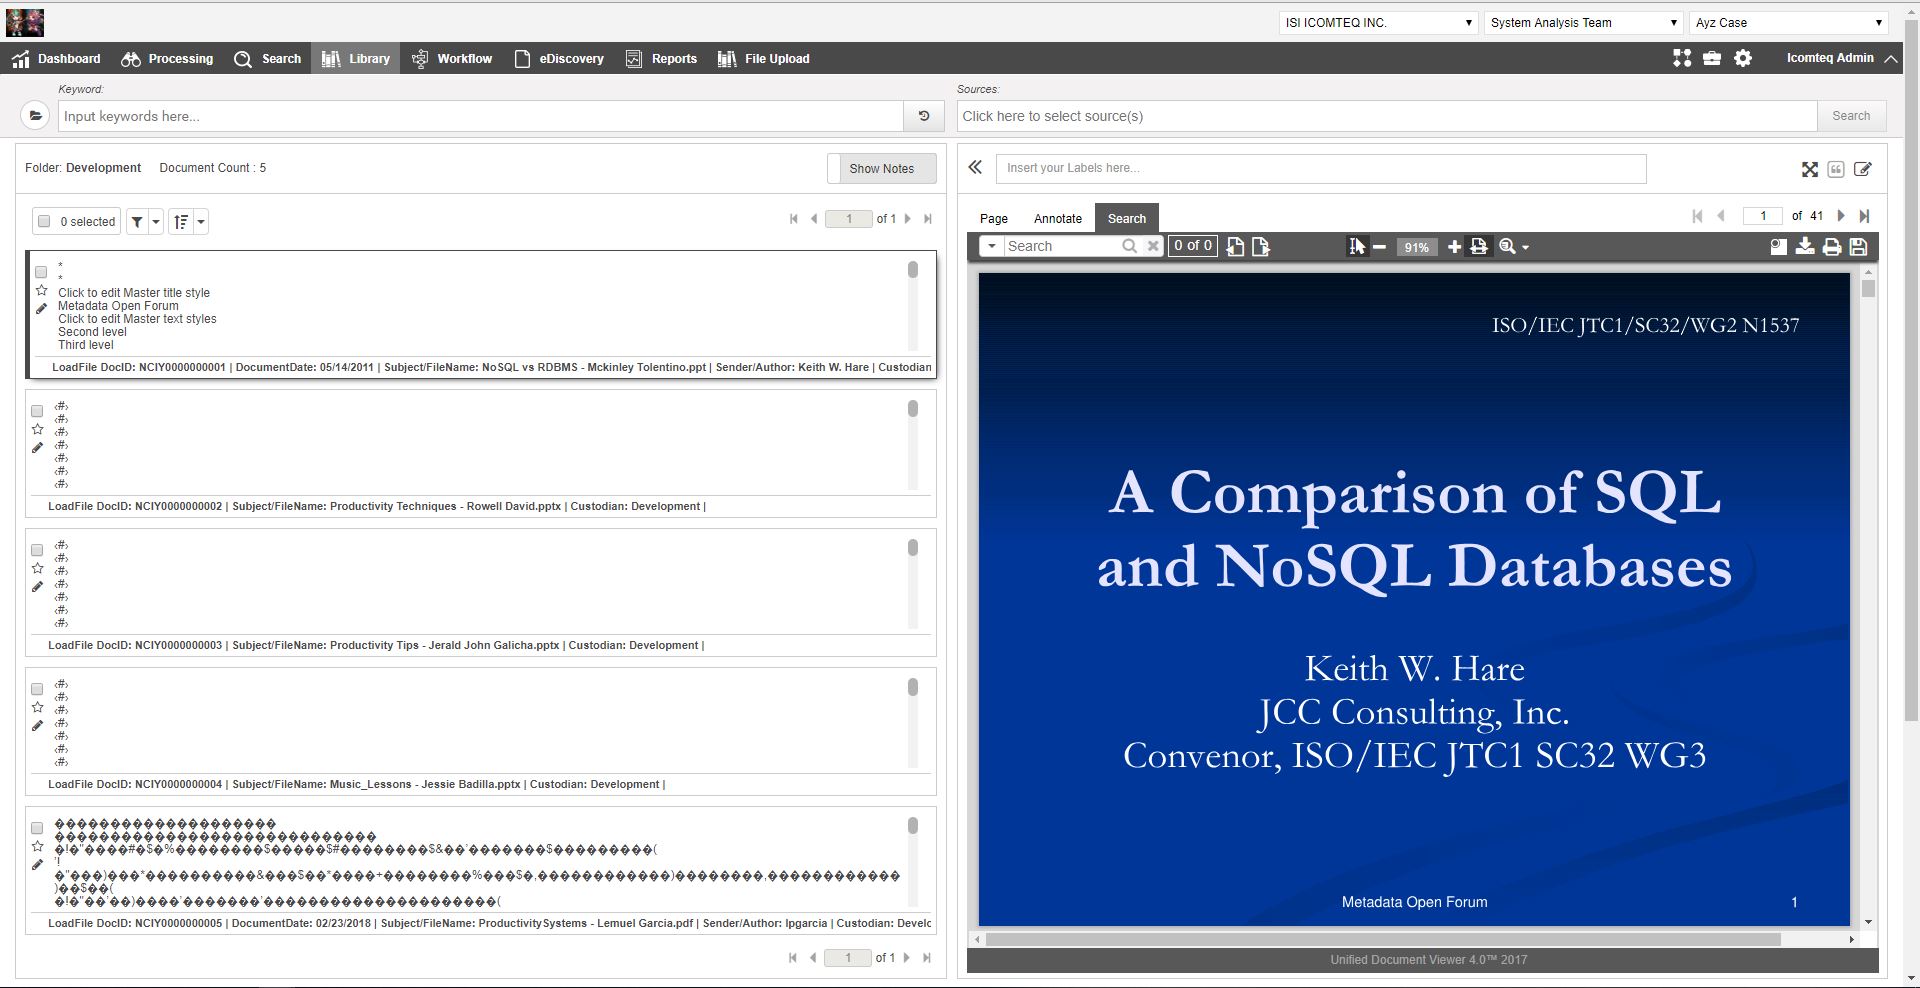 ISI ICOMTEQ INC.
System Analysis Team
Ayz Case
Dashboard
Processing
Search
Library
Workflow
eDiscovery
Reports
File Upload
Icomteq Admin
Keyword:
Input keywords here...
Sources:
Click here to select source(s)
Search
Folder: Development Document Count : 5
Show Notes
0 selected
1 of 1
*
*
Click to edit Master title style
Metadata Open Forum
Click to edit Master text styles
Second level
Third level
LoadFile DocID: NCIY0000000001 | DocumentDate: 05/14/2011 | Subject/FileName: NoSQL vs RDBMS - Mckinley Tolentino.ppt | Sender/Author: Keith W. Hare | Custodian
‹#›
‹#›
‹#›
‹#›
‹#›
‹#›
‹#›
LoadFile DocID: NCIY0000000002 | Subject/FileName: Productivity Techniques - Rowell David.pptx | Custodian: Development |
‹#›
‹#›
‹#›
‹#›
‹#›
‹#›
‹#›
LoadFile DocID: NCIY0000000003 | Subject/FileName: Productivity Tips - Jerald John Galicha.pptx | Custodian: Development |
‹#›
‹#›
‹#›
‹#›
‹#›
‹#›
‹#›
LoadFile DocID: NCIY0000000004 | Subject/FileName: Music_Lessons - Jessie Badilla.pptx | Custodian: Development |
LoadFile DocID: NCIY0000000005 | DocumentDate: 02/23/2018 | Subject/FileName: ProductivitySystems - Lemuel Garcia.pdf | Sender/Author: lpgarcia | Custodian: Develo
1 of 1
Insert your Labels here...
Page
Annotate
Search
1 of 41
Search
0 of 0
91%
ISO/IEC JTC1/SC32/WG2 N1537
A Comparison of SQL
and NoSQL Databases
Keith W. Hare
JCC Consulting, Inc.
Convenor, ISO/IEC JTC1 SC32 WG3
Metadata Open Forum
1
Unified Document Viewer 4.0™ 2017